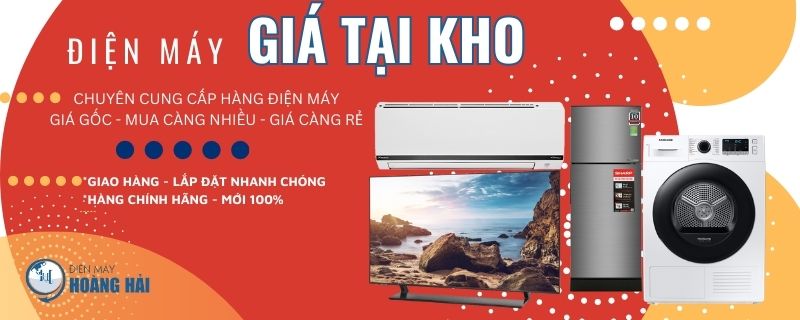 ĐIỆN MÁY GIÁ TẠI KHO
CHUYÊN CUNG CẤP HÀNG ĐIỆN MÁY
GIÁ GỐC - MUA CÀNG NHIỀU - GIÁ CÀNG RẺ
*GIAO HÀNG - LẮP ĐẶT NHANH CHÓNG
*HÀNG CHÍNH HÃNG - MỚI 100%
ĐIỆN MÁY
HOÀNG HẢI
SHARP
SAMSUNG
10